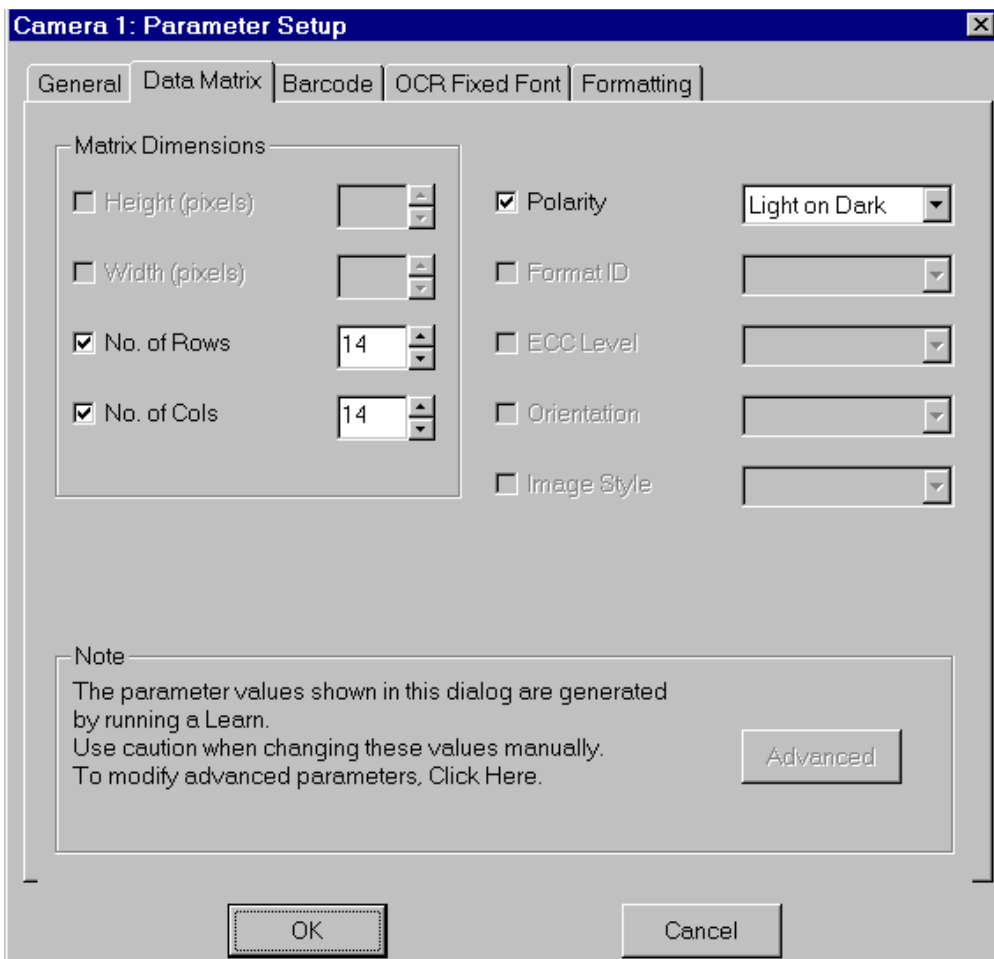 Camera 1: Parameter Setup
General Data Matrix Barcode OCR Fixed Font Formatting
Matrix Dimensions
Height (pixels)
Width (pixels)
No. of Rows 14
No. of Cols 14
Polarity Light on Dark
Format ID
ECC Level
Orientation
Image Style
Note
The parameter values shown in this dialog are generated
by running a Learn.
Use caution when changing these values manually.
To modify advanced parameters, Click Here.
Advanced
OK Cancel